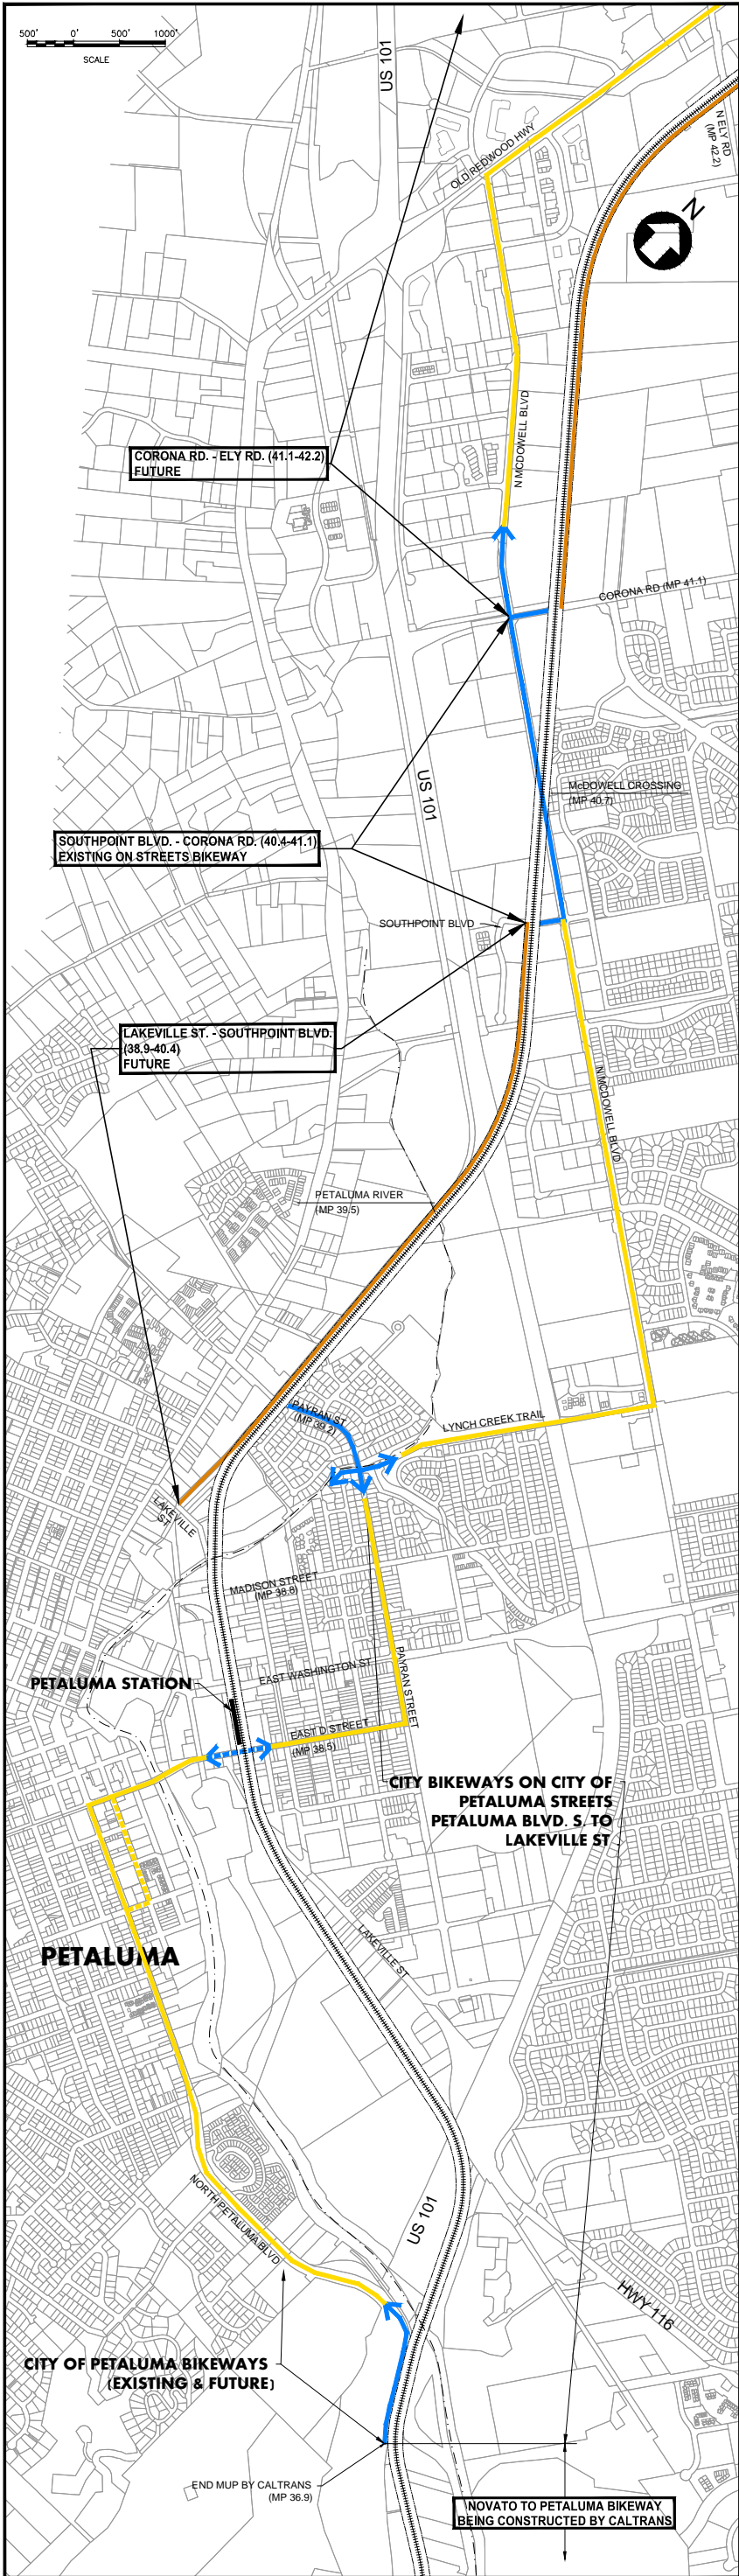 500' 0' 500' 1000'
SCALE
US 101
OLD REDWOOD HWY
N ELY RD
(MP 42.2)
N
N MCDOWELL BLVD
CORONA RD. - ELY RD. (41.1-42.2)
FUTURE
CORONA RD (MP 41.1)
US 101
McDOWELL CROSSING
(MP 40.7)
SOUTHPOINT BLVD. - CORONA RD. (40.4-41.1)
EXISTING ON STREETS BIKEWAY
SOUTHPOINT BLVD
LAKEVILLE ST. - SOUTHPOINT BLVD.
(38.9-40.4)
FUTURE
N MCDOWELL BLVD
PETALUMA RIVER
(MP 39.5)
PAYRAN ST
(MP 39.2)
LYNCH CREEK TRAIL
LAKEVILLE
ST
MADISON STREET
(MP 38.8)
EAST WASHINGTON ST
PAYRAN STREET
PETALUMA STATION
EAST D STREET
(MP 38.5)
CITY BIKEWAYS ON CITY OF
PETALUMA STREETS
PETALUMA BLVD. S. TO
LAKEVILLE ST
LAKEVILLE ST
PETALUMA
NORTH PETALUMA BLVD
US 101
HWY 116
CITY OF PETALUMA BIKEWAYS
(EXISTING & FUTURE)
END MUP BY CALTRANS
(MP 36.9)
NOVATO TO PETALUMA BIKEWAY
BEING CONSTRUCTED BY CALTRANS